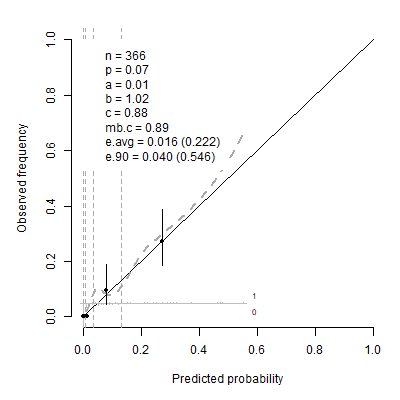 n = 366
p = 0.07
a = 0.01
b = 1.02
c = 0.88
mb.c = 0.89
e.avg = 0.016 (0.222)
e.90 = 0.040 (0.546)
Observed frequency
1.0
0.8
0.6
0.4
0.2
0.0
1
0
0.0 0.2 0.4 0.6 0.8 1.0
Predicted probability